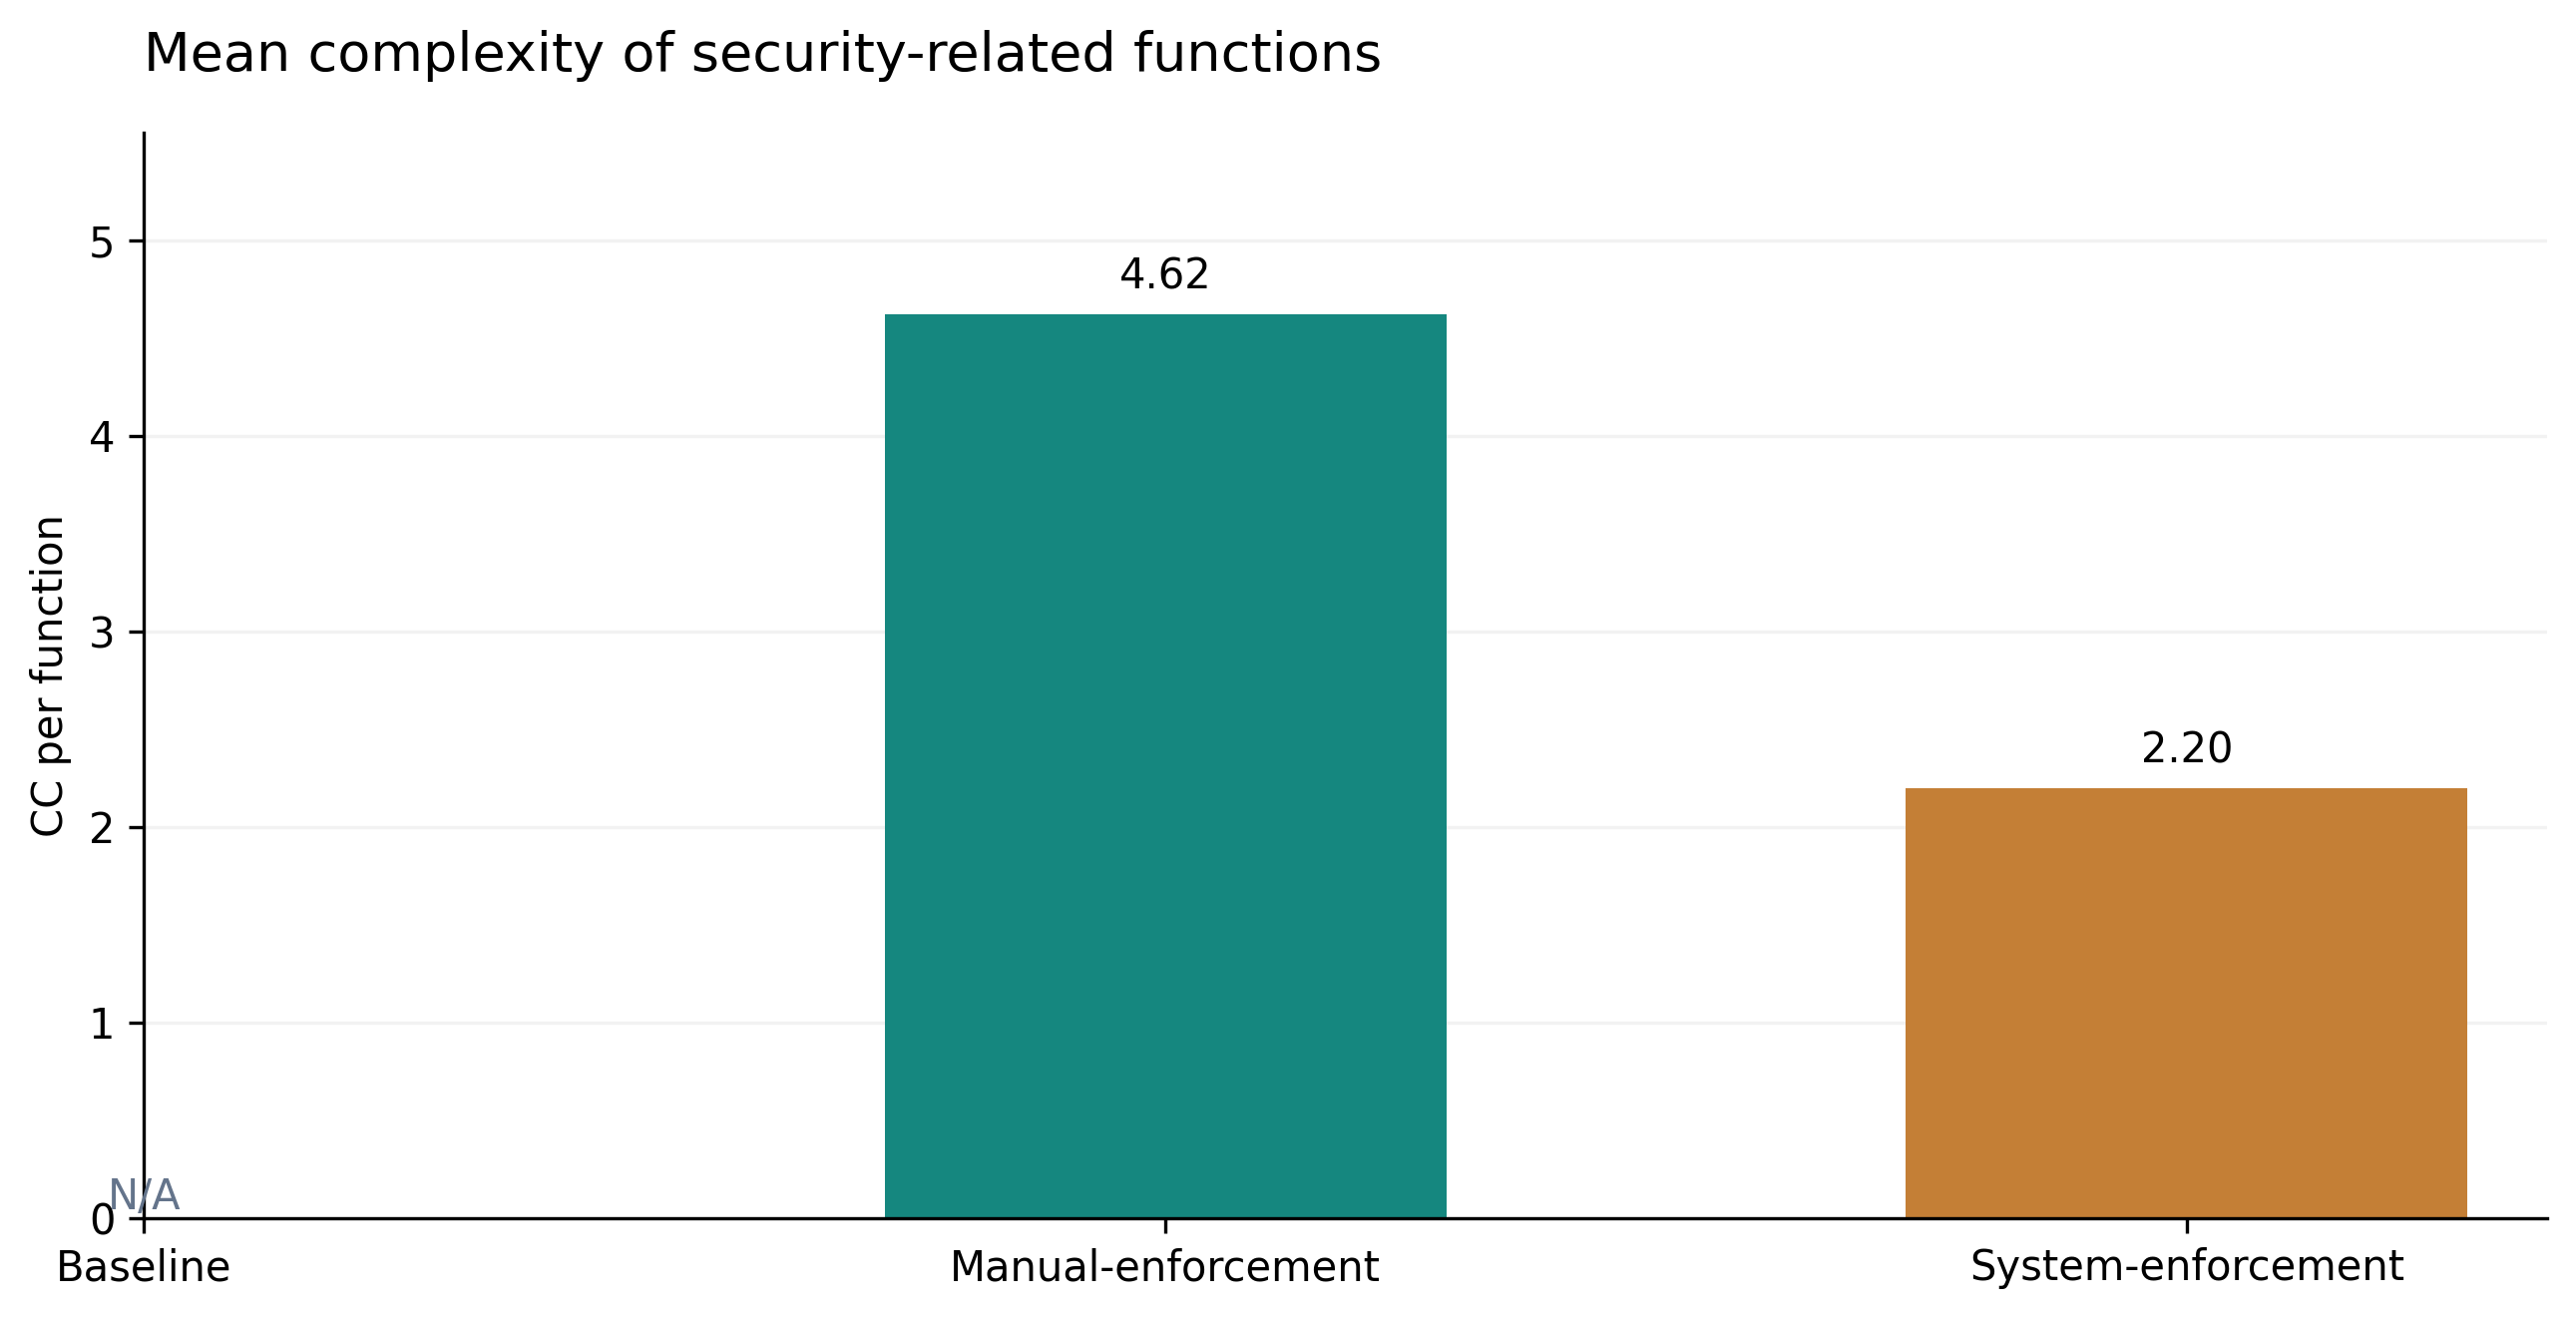 Mean complexity of security-related functions
CC per function
5
4
3
2
1
0
4.62
2.20
N/A
Baseline
Manual-enforcement
System-enforcement